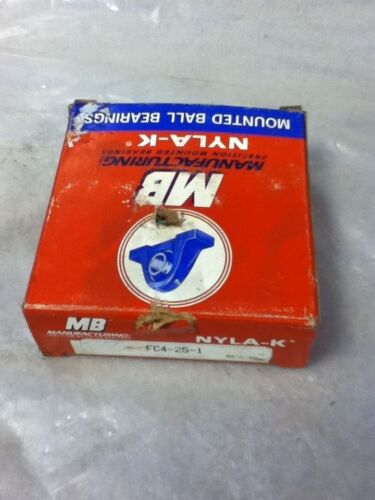 MOUNTED BALL BEARINGS
NYLA-K®
PRECISION MOUNTED BEARINGS
MANUFACTURING
MB
MB
MANUFACTURING
NYLA-K®
FC4-25-1